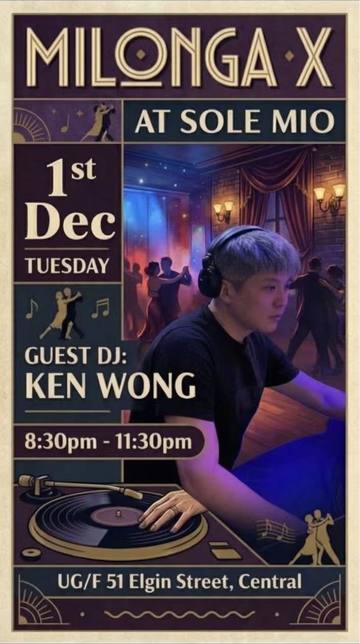 MILONGA X
AT SOLE MIO
1st
Dec
TUESDAY
GUEST DJ:
KEN WONG
8:30pm - 11:30pm
UG/F 51 Elgin Street, Central